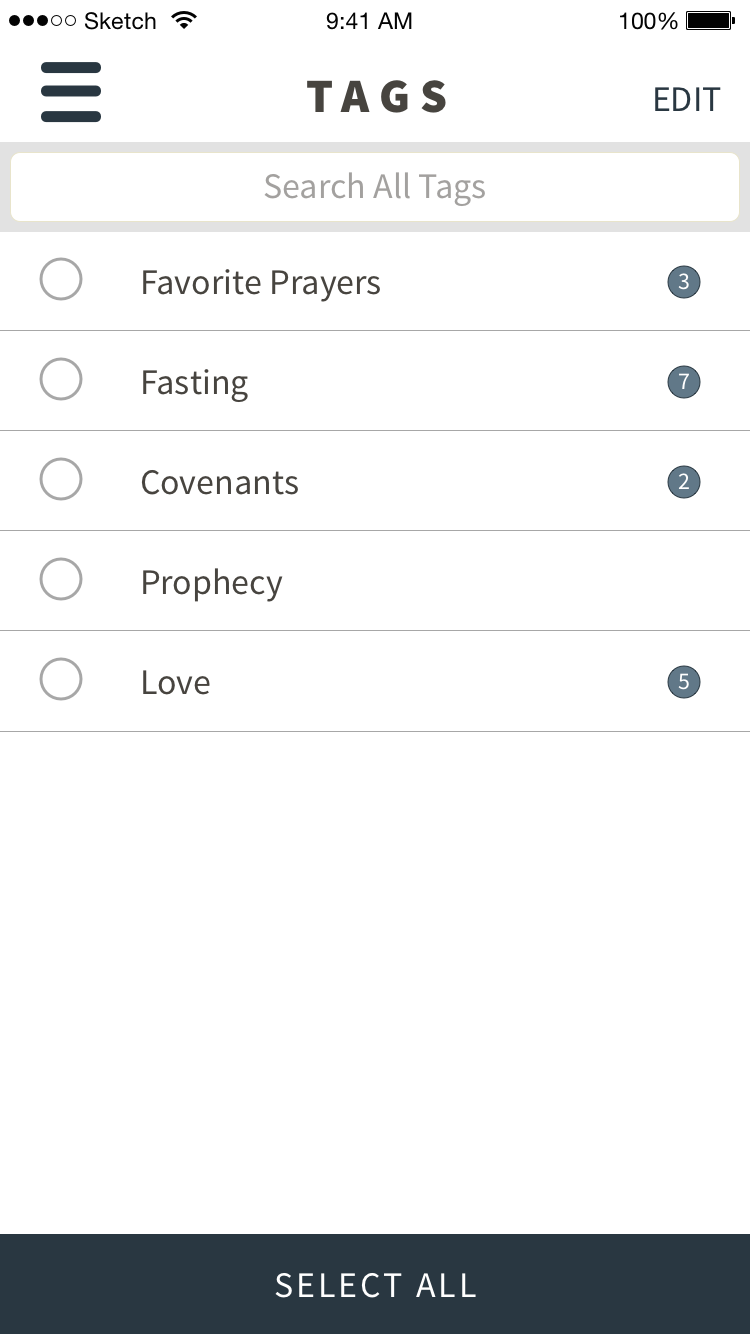 Sketch 9:41 AM 100%
TAGS EDIT
Search All Tags
Favorite Prayers 3
Fasting 7
Covenants 2
Prophecy
Love 5
SELECT ALL